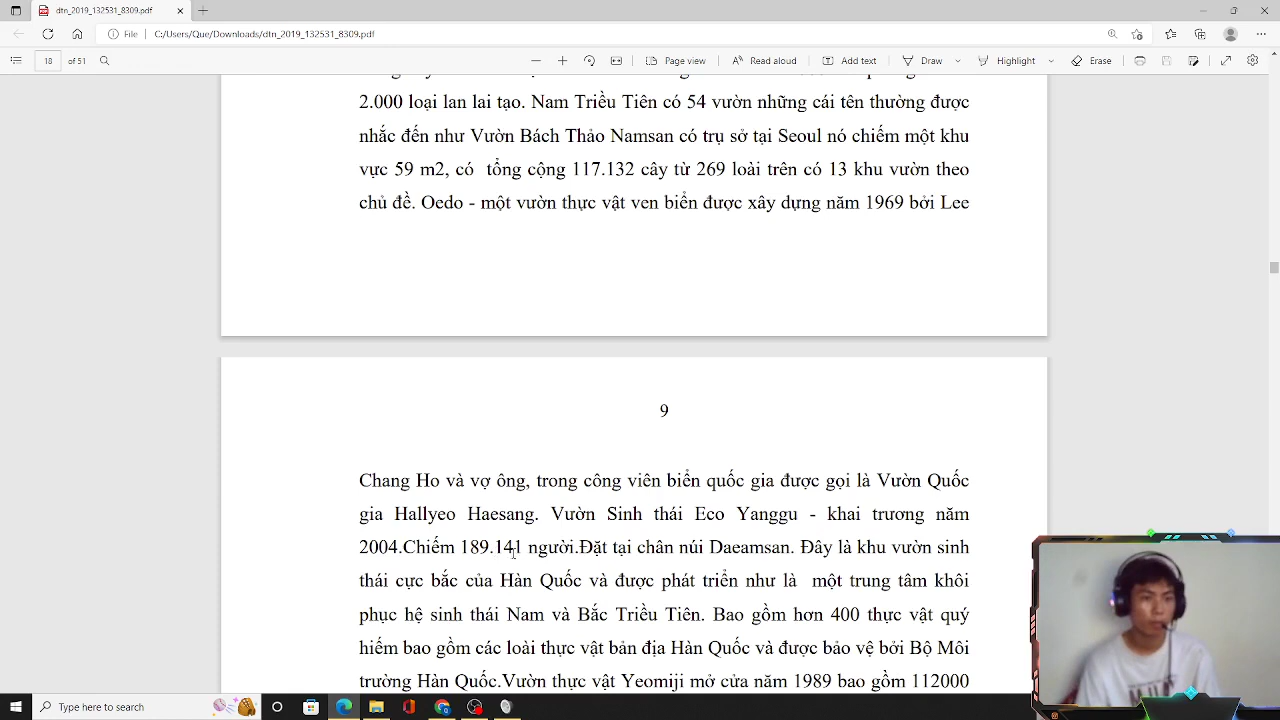 dtn_2019_132531_8309.pdf
File C:/Users/Que/Downloads/dtn_2019_132531_8309.pdf
18 of 51 Page view Read aloud Add text Draw Highlight Erase
2.000 loại lan lai tạo. Nam Triều Tiên có 54 vườn những cái tên thường được
nhắc đến như Vườn Bách Thảo Namsan có trụ sở tại Seoul nó chiếm một khu
vực 59 m2, có tổng cộng 117.132 cây từ 269 loài trên có 13 khu vườn theo
chủ đề. Oedo - một vườn thực vật ven biển được xây dựng năm 1969 bởi Lee
9
Chang Ho và vợ ông, trong công viên biển quốc gia được gọi là Vườn Quốc
gia Hallyeo Haesang. Vườn Sinh thái Eco Yanggu - khai trương năm
2004.Chiếm 189.141 người.Đặt tại chân núi Daeamsan. Đây là khu vườn sinh
thái cực bắc của Hàn Quốc và được phát triển như là một trung tâm khôi
phục hệ sinh thái Nam và Bắc Triều Tiên. Bao gồm hơn 400 thực vật quý
hiếm bao gồm các loài thực vật bản địa Hàn Quốc và được bảo vệ bởi Bộ Môi
trường Hàn Quốc.Vườn thực vật Yeomiji mở cửa năm 1989 bao gồm 112000
Type here to search